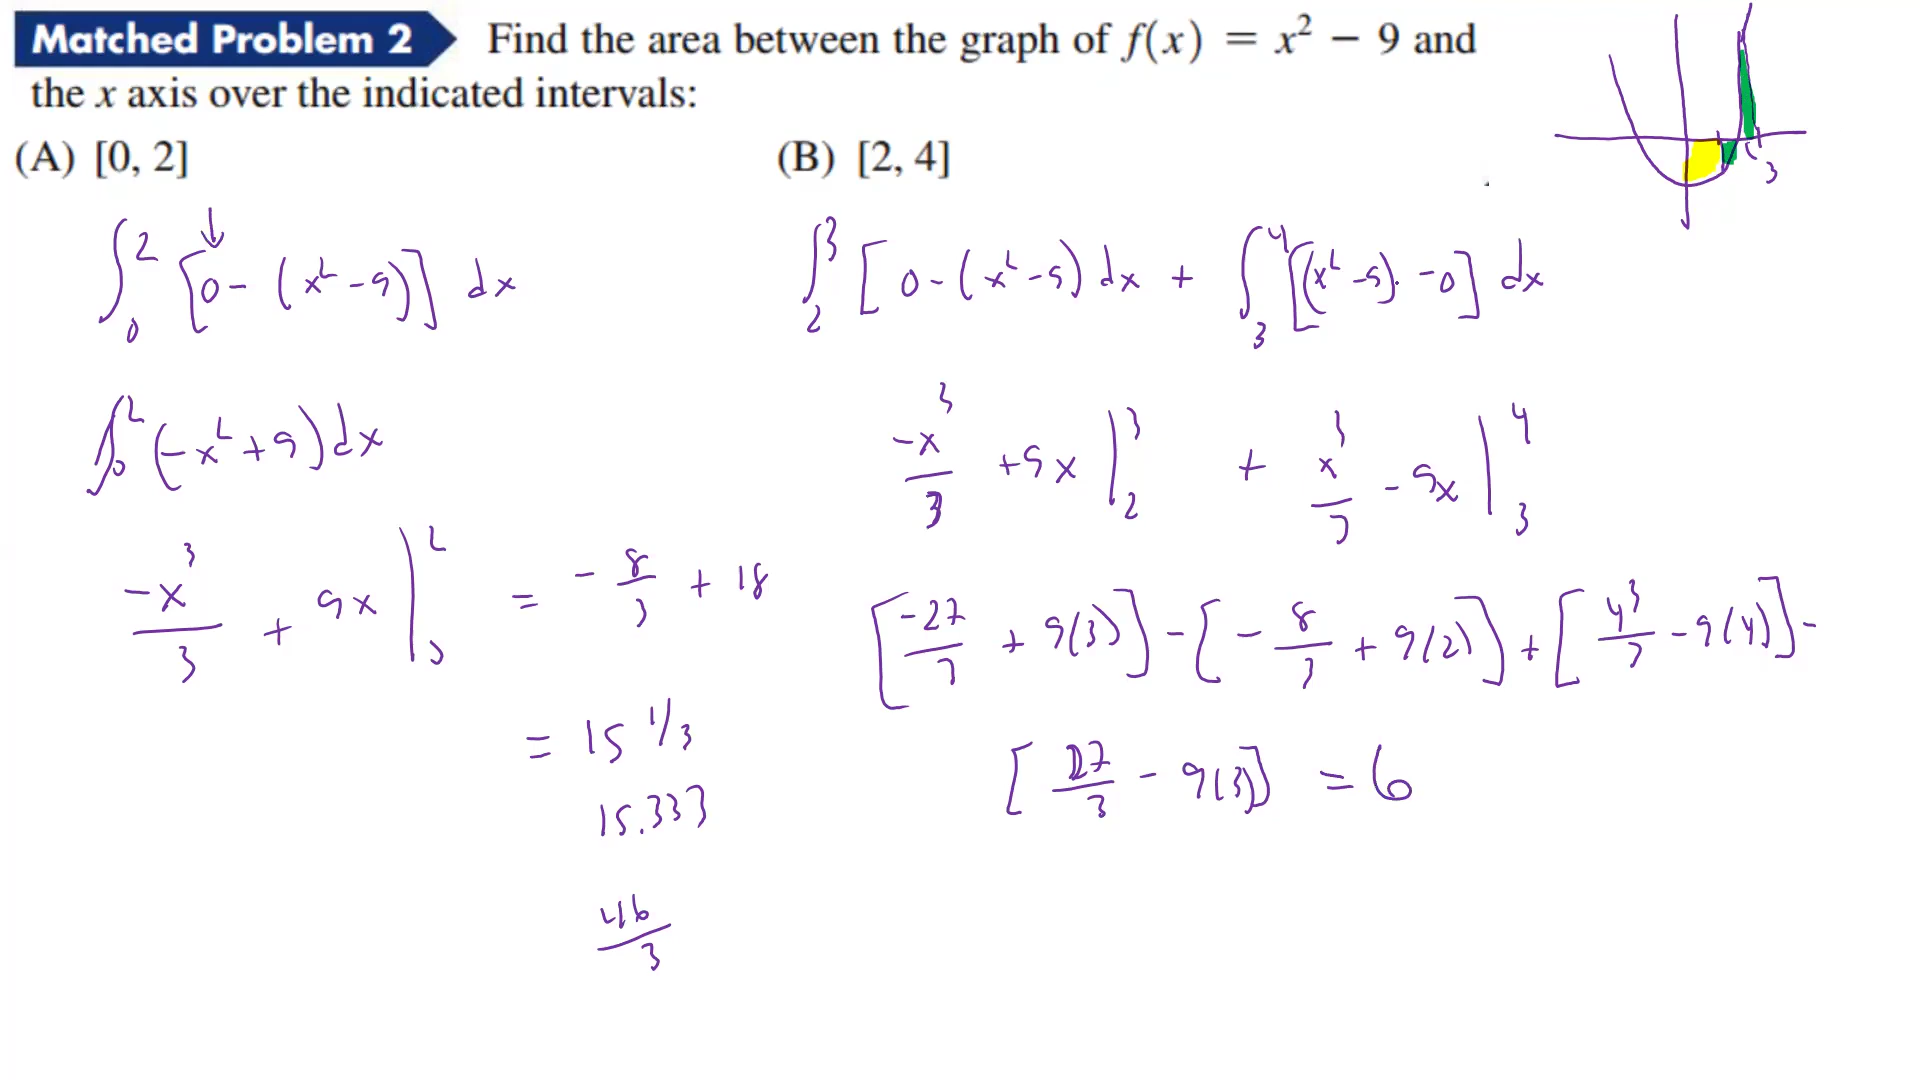 Matched Problem 2 Find the area between the graph of f(x) = x² − 9 and
the x axis over the indicated intervals:
(A) [0, 2]
∫₀² [0 - (x² - 9)] dx
∫₀² (-x² + 9) dx
-x³/3 + 9x |₀² = -8/3 + 18
= 15 1/3
15.333
46/3
(B) [2, 4]
∫₂³ [0 - (x² - 9) dx + ∫₃⁴ [(x² - 9) - 0] dx
-x³/3 + 9x |₂³ + x³/3 - 9x |₃⁴
[-27/3 + 9(3)] - [-8/3 + 9(2)] + [4³/3 - 9(4)] -
[27/3 - 9(3)] = 6
3